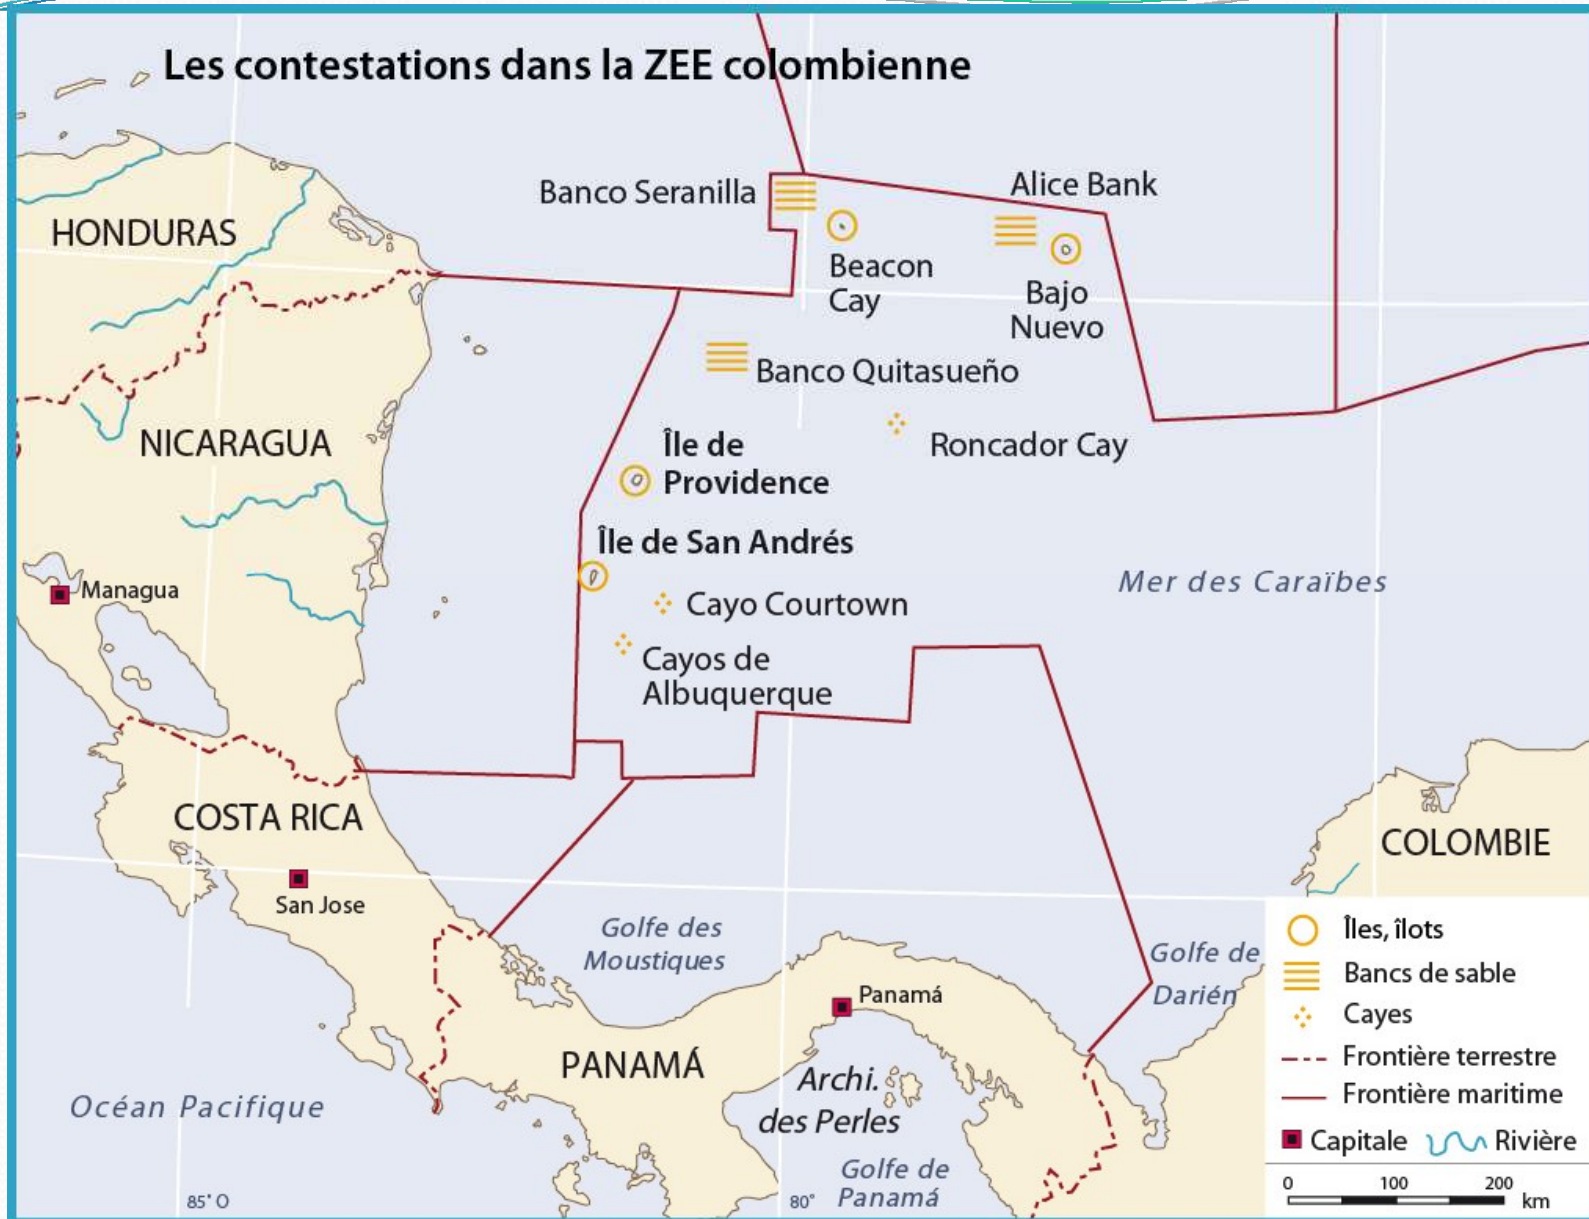 Les contestations dans la ZEE colombienne
Banco Seranilla
Alice Bank
HONDURAS
Beacon
Cay
Bajo
Nuevo
Banco Quitasueño
NICARAGUA
Île de
Providence
Roncador Cay
Île de San Andrés
Mer des Caraïbes
Managua
Cayo Courtown
Cayos de
Albuquerque
COSTA RICA
COLOMBIE
San Jose
Golfe des
Moustiques
Golfe de
Darién
Panamá
PANAMÁ
Archi.
des Perles
Océan Pacifique
Golfe de
Panamá
85° O
80°
Îles, îlots
Bancs de sable
Cayes
Frontière terrestre
Frontière maritime
Capitale
Rivière
0 100 200
km